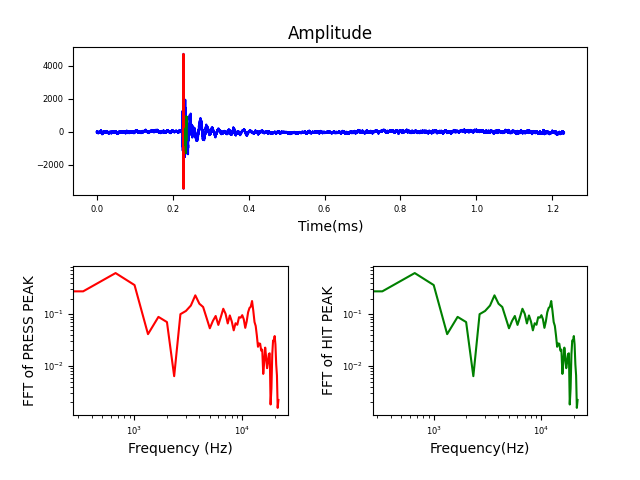 Amplitude
4000
2000
0
−2000
0.0 0.2 0.4 0.6 0.8 1.0 1.2
Time(ms)
FFT of PRESS PEAK
10⁻¹
10⁻²
10³ 10⁴
Frequency (Hz)
FFT of HIT PEAK
10⁻¹
10⁻²
10³ 10⁴
Frequency(Hz)